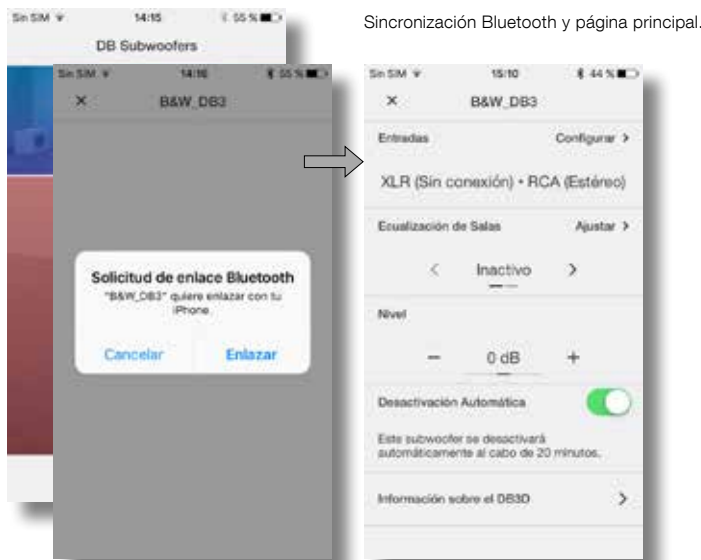 Sincronización Bluetooth y página principal.
Sin SIM 14:15 55 %
DB Subwoofers
Sin SIM 14:16 55 %
× B&W_DB3
Solicitud de enlace Bluetooth
"B&W_DB3" quiere enlazar con tu
iPhone.
Cancelar Enlazar
Sin SIM 15:10 44 %
× B&W_DB3
Entradas Configurar >
XLR (Sin conexión) • RCA (Estéreo)
Ecualización de Salas Ajustar >
< Inactivo >
Nivel
− 0 dB +
Desactivación Automática
Este subwoofer se desactivará
automáticamente al cabo de 20 minutos.
Información sobre el DB3D >